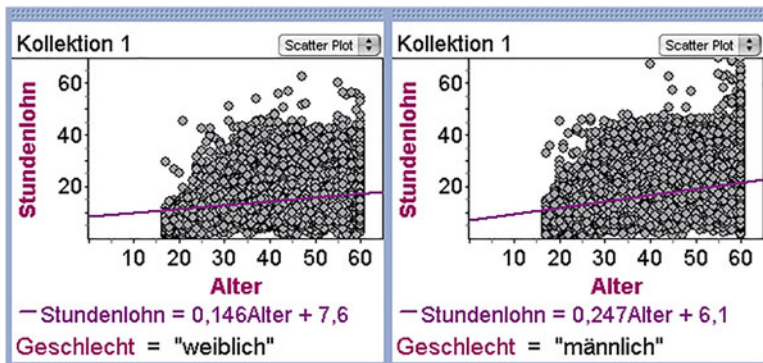 Kollektion 1
Scatter Plot
Stundenlohn
60
40
20
10 20 30 40 50 60
Alter
Stundenlohn = 0,146Alter + 7,6
Geschlecht = "weiblich"
Kollektion 1
Scatter Plot
Stundenlohn
60
40
20
10 20 30 40 50 60
Alter
Stundenlohn = 0,247Alter + 6,1
Geschlecht = "männlich"